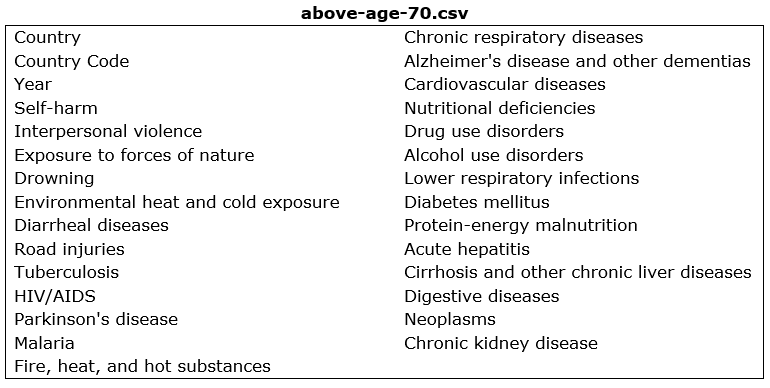 above-age-70.csv
Country
Country Code
Year
Self-harm
Interpersonal violence
Exposure to forces of nature
Drowning
Environmental heat and cold exposure
Diarrheal diseases
Road injuries
Tuberculosis
HIV/AIDS
Parkinson's disease
Malaria
Fire, heat, and hot substances
Chronic respiratory diseases
Alzheimer's disease and other dementias
Cardiovascular diseases
Nutritional deficiencies
Drug use disorders
Alcohol use disorders
Lower respiratory infections
Diabetes mellitus
Protein-energy malnutrition
Acute hepatitis
Cirrhosis and other chronic liver diseases
Digestive diseases
Neoplasms
Chronic kidney disease